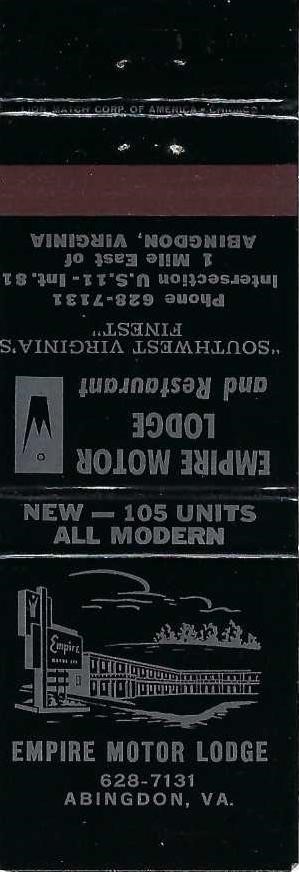 LION MATCH CORP. OF AMERICA • CHICAGO
EMPIRE MOTOR
LODGE
and Restaurant
"SOUTHWEST VIRGINIA'S
FINEST"
Phone 628-7131
Intersection U.S.11 - Int. 81
1 Mile East of
ABINGDON, VIRGINIA
NEW — 105 UNITS
ALL MODERN
Empire
EMPIRE MOTOR LODGE
628-7131
ABINGDON, VA.